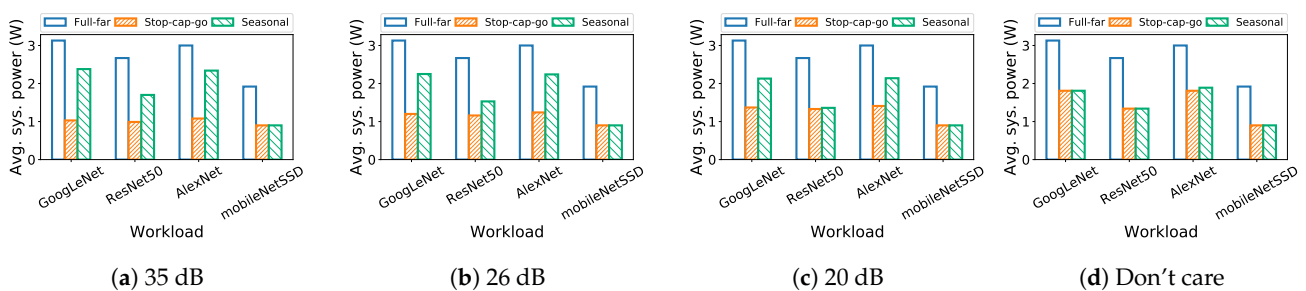 Full-far Stop-cap-go Seasonal
Avg. sys. power (W)
3
2
1
0
GoogLeNet ResNet50 AlexNet mobileNetSSD
Workload
(a) 35 dB
Full-far Stop-cap-go Seasonal
Avg. sys. power (W)
3
2
1
0
GoogLeNet ResNet50 AlexNet mobileNetSSD
Workload
(b) 26 dB
Full-far Stop-cap-go Seasonal
Avg. sys. power (W)
3
2
1
0
GoogLeNet ResNet50 AlexNet mobileNetSSD
Workload
(c) 20 dB
Full-far Stop-cap-go Seasonal
Avg. sys. power (W)
3
2
1
0
GoogLeNet ResNet50 AlexNet mobileNetSSD
Workload
(d) Don’t care